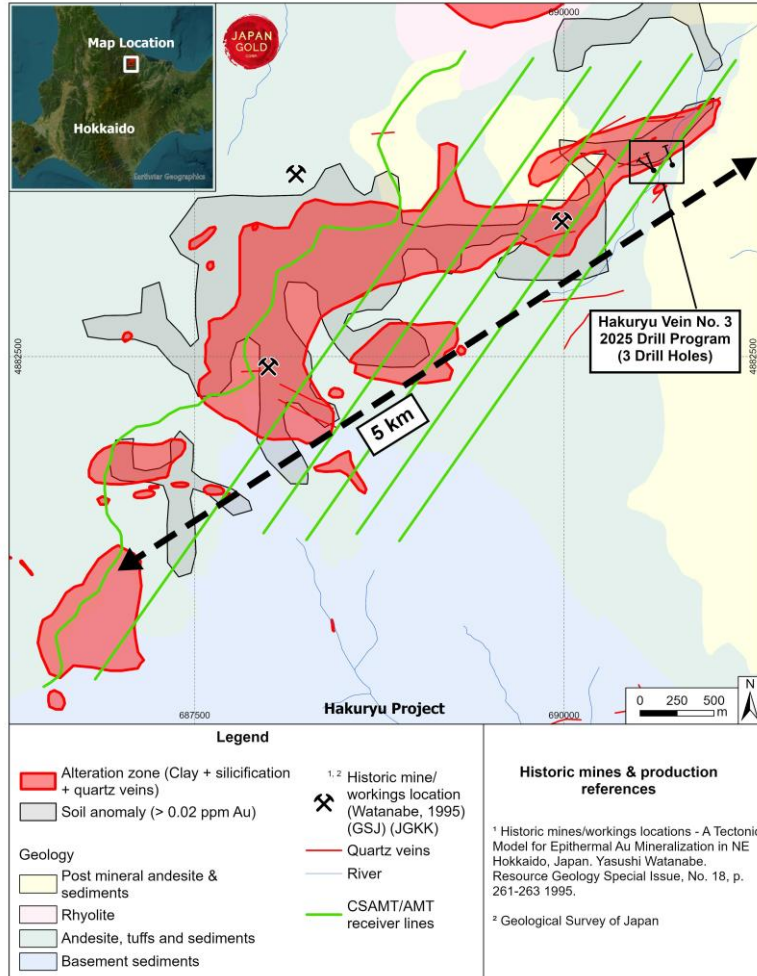 Map Location
Hokkaido
Earthstar Geographics
JAPAN
GOLD
690000
4882500
4882500
Hakuryu Vein No. 3
2025 Drill Program
(3 Drill Holes)
5 km
687500
Hakuryu Project
690000
0 250 500
m
N
Legend
Alteration zone (Clay + silicification
+ quartz veins)
Soil anomaly (> 0.02 ppm Au)
Geology
Post mineral andesite &
sediments
Rhyolite
Andesite, tuffs and sediments
Basement sediments
1, 2 Historic mine/
workings location
(Watanabe, 1995)
(GSJ) (JGKK)
Quartz veins
River
CSAMT/AMT
receiver lines
Historic mines & production
references
¹ Historic mines/workings locations - A Tectonic
Model for Epithermal Au Mineralization in NE
Hokkaido, Japan. Yasushi Watanabe.
Resource Geology Special Issue, No. 18, p.
261-263 1995.
² Geological Survey of Japan